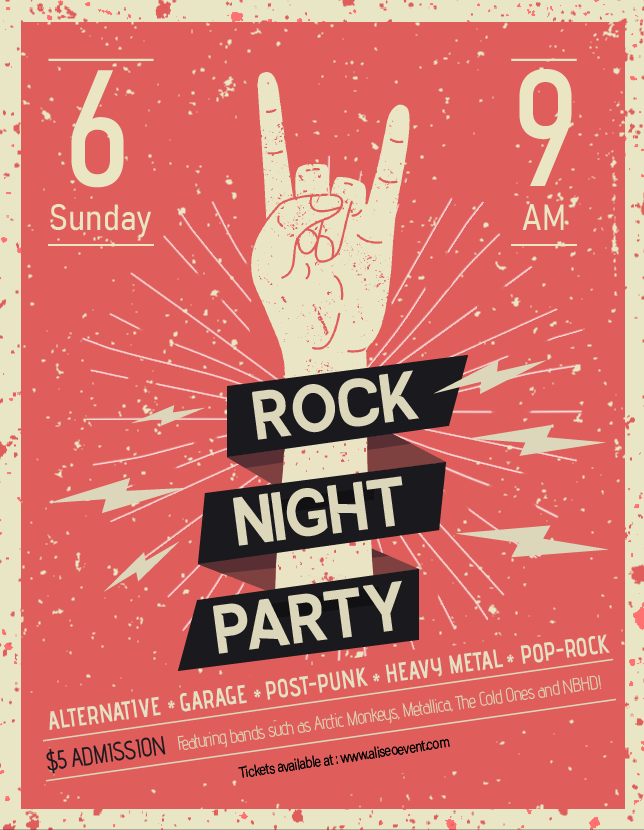 6
Sunday
9
AM
ROCK
NIGHT
PARTY
ALTERNATIVE * GARAGE * POST-PUNK * HEAVY METAL * POP-ROCK
$5 ADMISSION Featuring bands such as Arctic Monkeys, Metallica, The Cold Ones and NBHD!
Tickets available at : www.aliseoevent.com